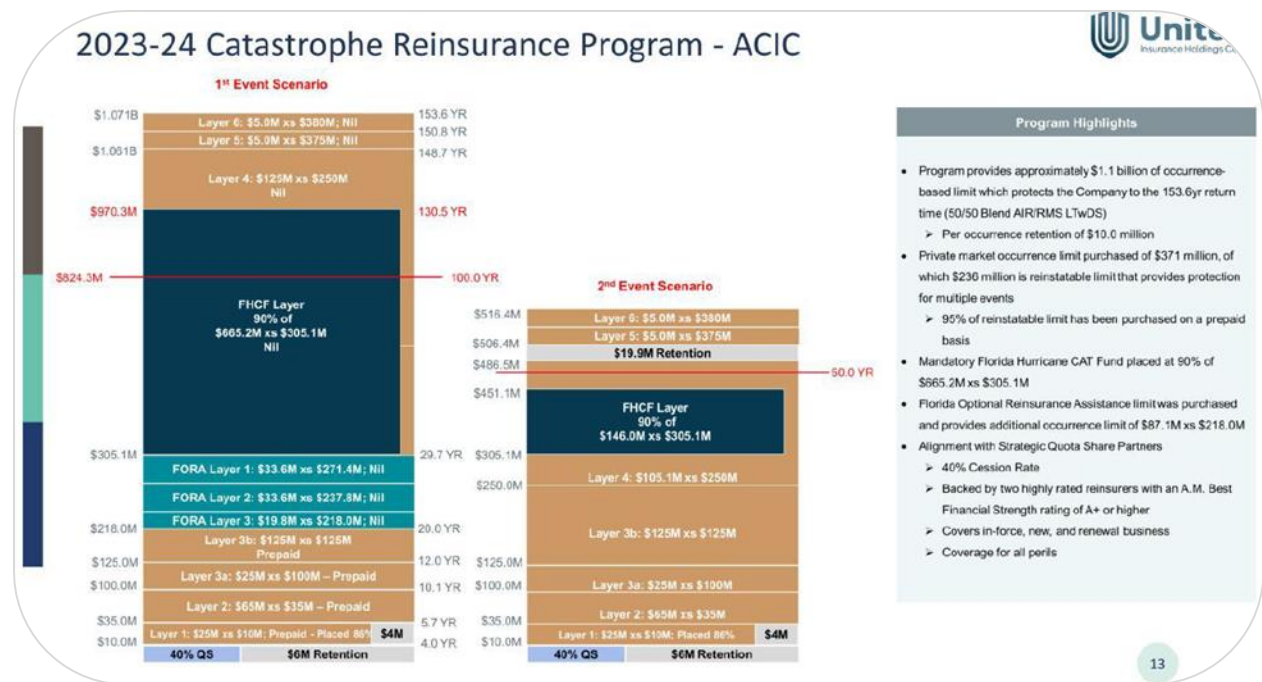 2023-24 Catastrophe Reinsurance Program - ACIC
Unite
Insurance Holdings C
1st Event Scenario
$1.071B
$1.061B
$970.3M
$824.3M
$305.1M
$218.0M
$125.0M
$100.0M
$35.0M
$10.0M
Layer 6: $5.0M xs $380M; Nil
Layer 5: $5.0M xs $375M; Nil
Layer 4: $125M xs $250M
Nil
FHCF Layer
90% of
$665.2M xs $305.1M
Nil
FORA Layer 1: $33.6M xs $271.4M; Nil
FORA Layer 2: $33.6M xs $237.8M; Nil
FORA Layer 3: $19.8M xs $218.0M; Nil
Layer 3b: $125M xs $125M
Prepaid
Layer 3a: $25M xs $100M – Prepaid
Layer 2: $65M xs $35M – Prepaid
Layer 1: $25M xs $10M; Prepaid - Placed 86%
$4M
40% QS
$6M Retention
153.6 YR
150.8 YR
148.7 YR
130.5 YR
100.0 YR
29.7 YR
20.0 YR
12.0 YR
10.1 YR
5.7 YR
4.0 YR
2nd Event Scenario
$516.4M
$506.4M
$486.5M
$451.1M
$305.1M
$250.0M
$125.0M
$100.0M
$35.0M
$10.0M
Layer 6: $5.0M xs $380M
Layer 5: $5.0M xs $375M
$19.9M Retention
50.0 YR
FHCF Layer
90% of
$146.0M xs $305.1M
Layer 4: $105.1M xs $250M
Layer 3b: $125M xs $125M
Layer 3a: $25M xs $100M
Layer 2: $65M xs $35M
Layer 1: $25M xs $10M; Placed 86%
$4M
40% QS
$6M Retention
Program Highlights
• Program provides approximately $1.1 billion of occurrence-
based limit which protects the Company to the 153.6yr return
time (50/50 Blend AIR/RMS LTwDS)
➢ Per occurrence retention of $10.0 million
• Private market occurrence limit purchased of $371 million, of
which $236 million is reinstatable limit that provides protection
for multiple events
➢ 95% of reinstatable limit has been purchased on a prepaid
basis
• Mandatory Florida Hurricane CAT Fund placed at 90% of
$665.2M xs $305.1M
• Florida Optional Reinsurance Assistance limit was purchased
and provides additional occurrence limit of $87.1M xs $218.0M
• Alignment with Strategic Quota Share Partners
➢ 40% Cession Rate
➢ Backed by two highly rated reinsurers with an A.M. Best
Financial Strength rating of A+ or higher
➢ Covers in-force, new, and renewal business
➢ Coverage for all perils
13